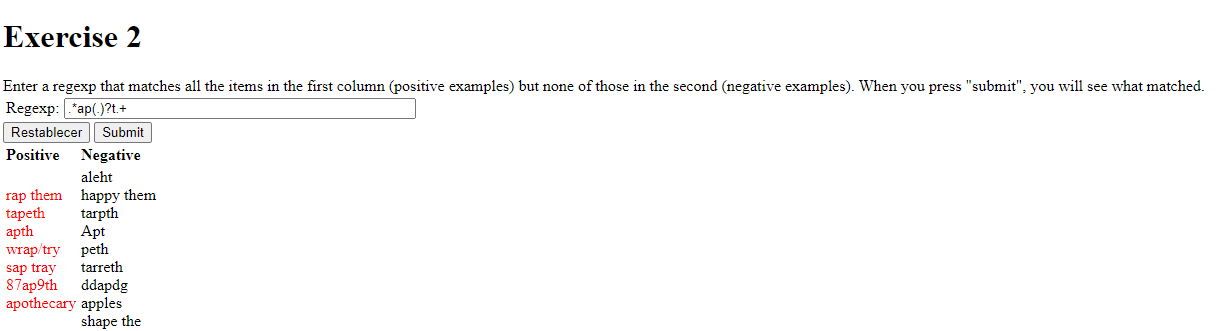 Exercise 2
Enter a regexp that matches all the items in the first column (positive examples) but none of those in the second (negative examples). When you press "submit", you will see what matched.
Regexp: .*ap(.)?t.+
Restablecer Submit
Positive Negative
aleht
rap them happy them
tapeth tarpth
apth Apt
wrap/try peth
sap tray tarreth
87ap9th ddapdg
apothecary apples
shape the